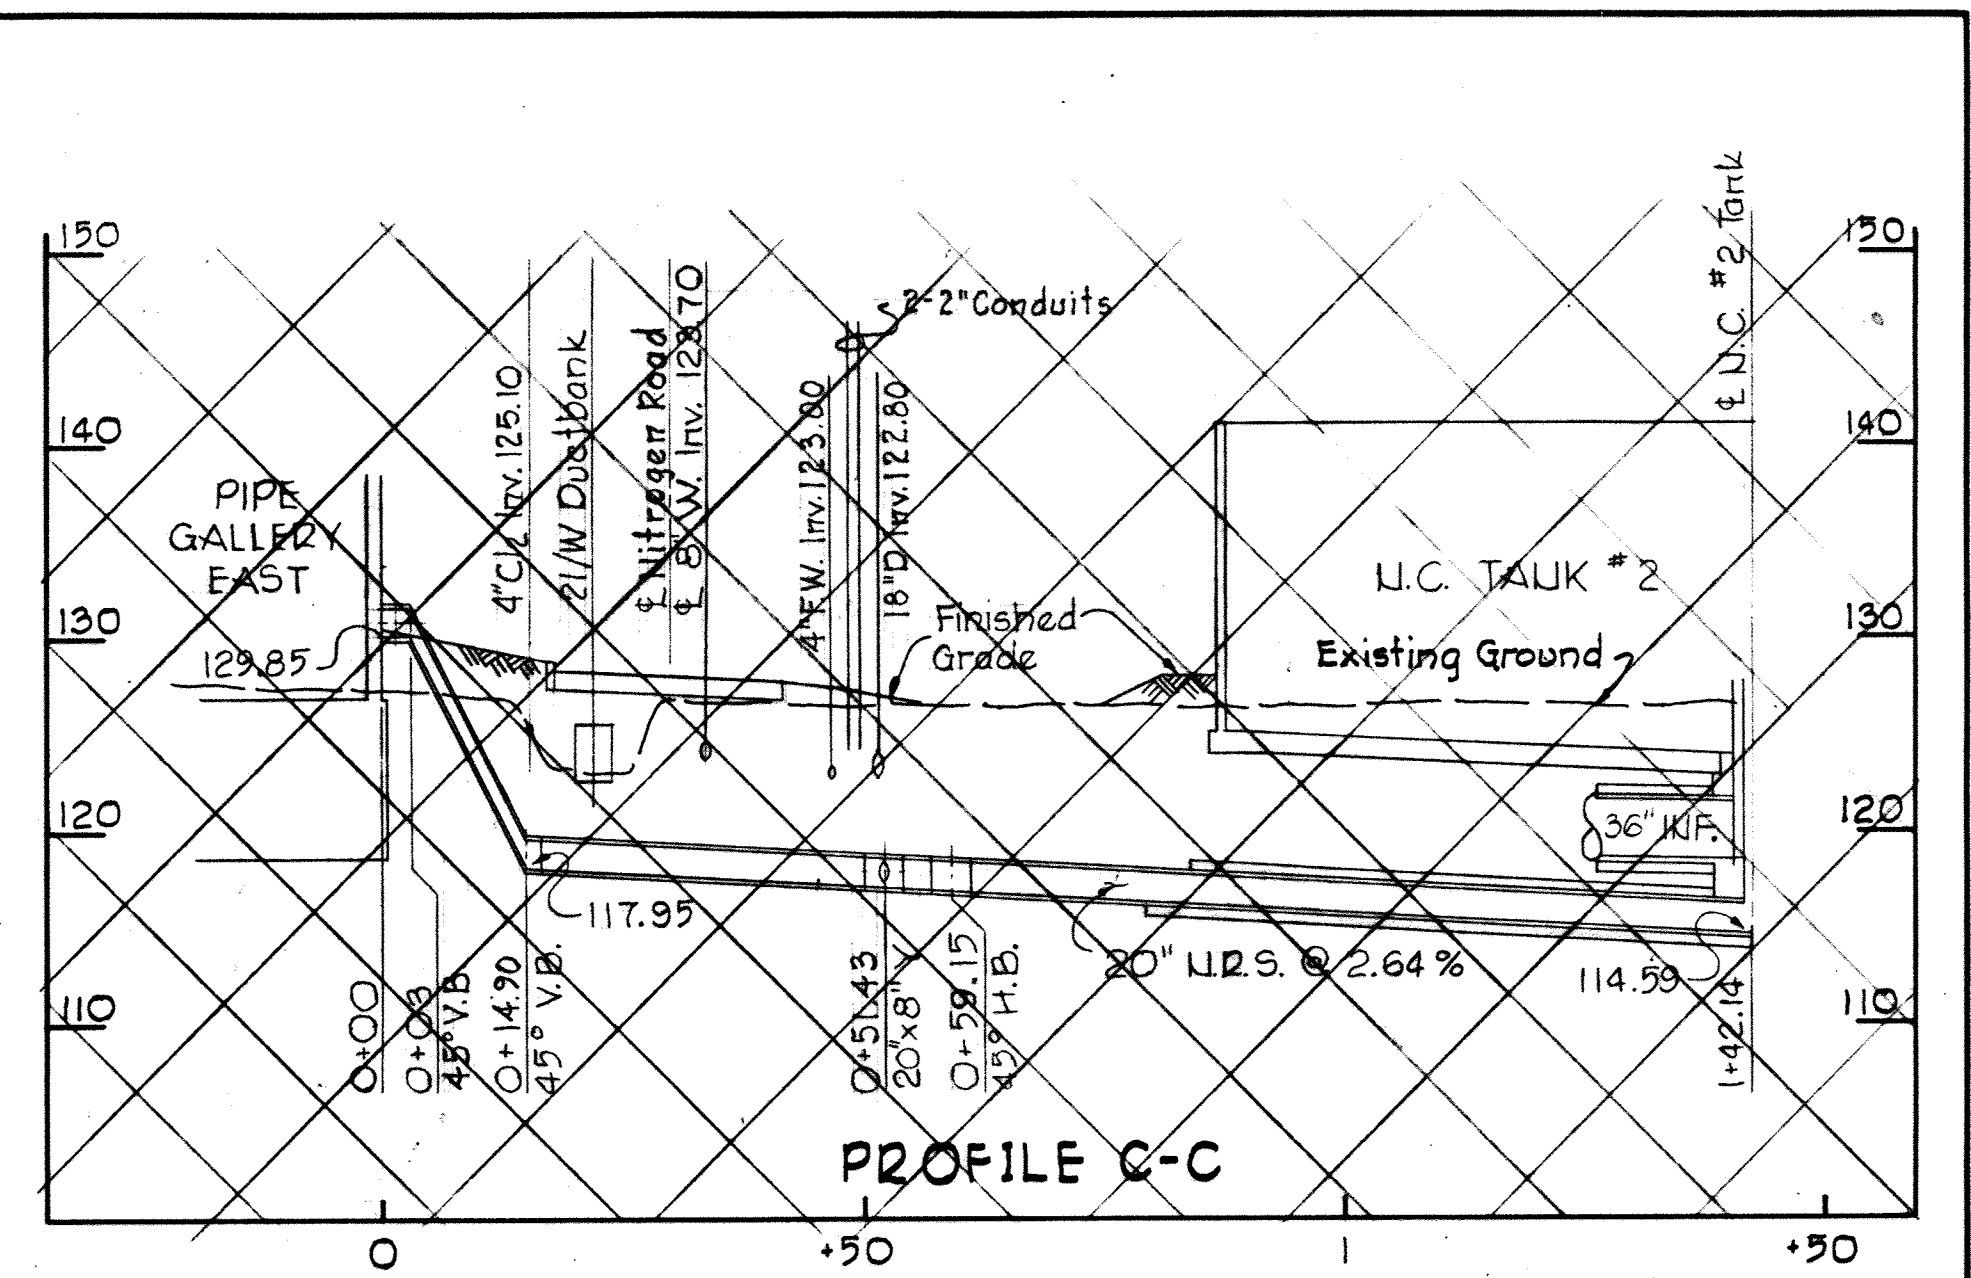 150
150
140
140
130
130
120
120
110
110
PIPE
GALLERY
EAST
129.85
4"Cl2 Inv. 125.10
21/W Ductbank
℄ Nitrogen Road
℄ 8" W. Inv. 123.70
2-2" Conduits
4" F.W. Inv. 123.00
18"D Inv. 122.80
Finished
Grade
℄ N.C. #2 Tank
N.C. TANK #2
Existing Ground
36" INF.
117.95
20" N.R.S. @ 2.64%
114.59
0+00
0+03
45° V.B.
0+14.90
45° V.B.
0+51.43
20"x8" Y
0+59.15
45° H.B.
1+42.14
PROFILE C-C
0
+50
1
+50